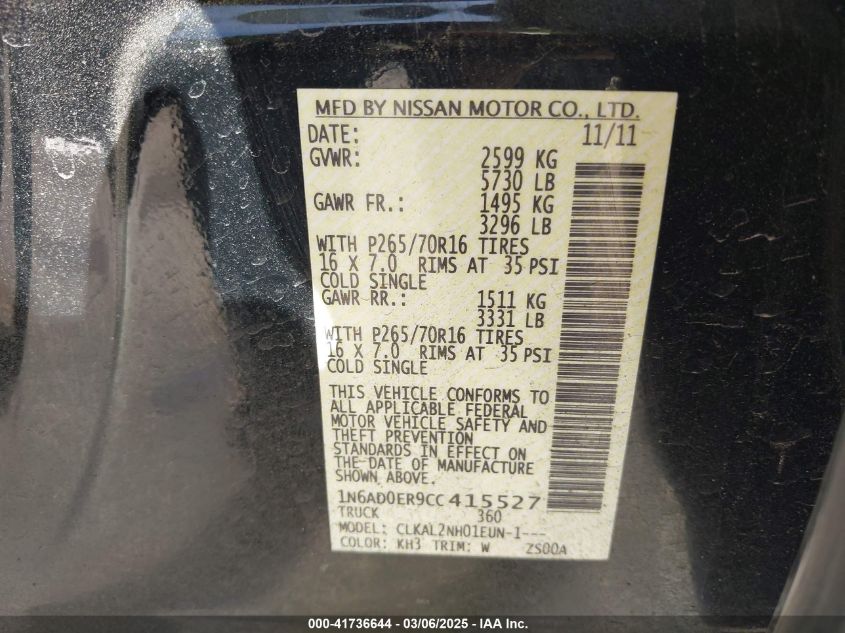 MFD BY NISSAN MOTOR CO., LTD.
DATE: 11/11
GVWR: 2599 KG
5730 LB
GAWR FR.: 1495 KG
3296 LB
WITH P265/70R16 TIRES
16 X 7.0 RIMS AT 35 PSI
COLD SINGLE
GAWR RR.: 1511 KG
3331 LB
WITH P265/70R16 TIRES
16 X 7.0 RIMS AT 35 PSI
COLD SINGLE
THIS VEHICLE CONFORMS TO
ALL APPLICABLE FEDERAL
MOTOR VEHICLE SAFETY AND
THEFT PREVENTION
STANDARDS IN EFFECT ON
THE DATE OF MANUFACTURE
SHOWN ABOVE.
1N6AD0ER9CC415527
TRUCK 360
MODEL: CLKAL2NH01EUN-I---
COLOR: KH3 TRIM: W ZS00A
000-41736644 — 03/06/2025 - IAA Inc.